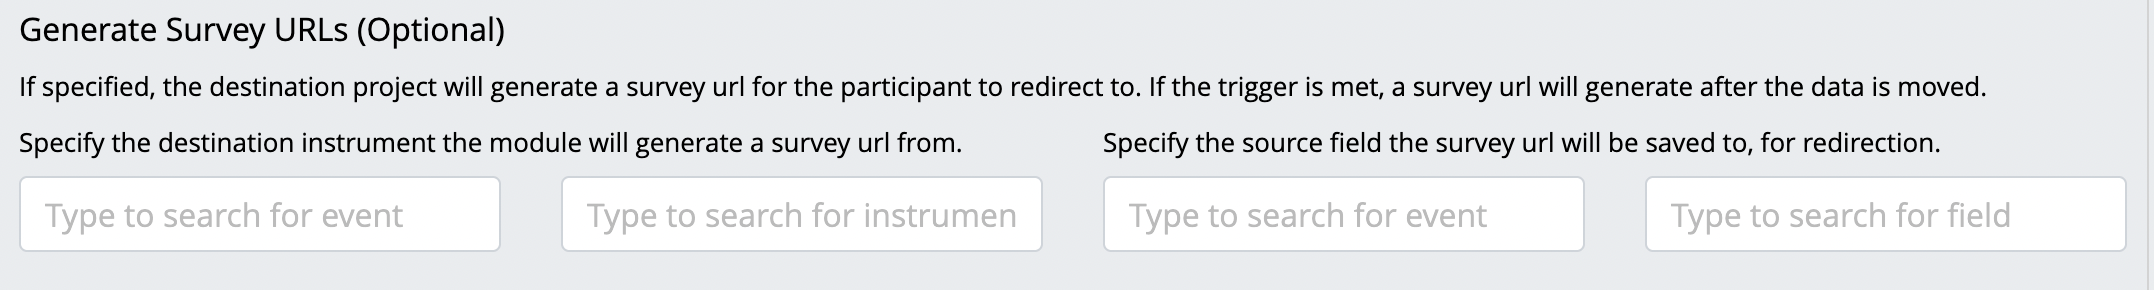 Generate Survey URLs (Optional)
If specified, the destination project will generate a survey url for the participant to redirect to. If the trigger is met, a survey url will generate after the data is moved.
Specify the destination instrument the module will generate a survey url from.
Specify the source field the survey url will be saved to, for redirection.
Type to search for event
Type to search for instrumen
Type to search for event
Type to search for field